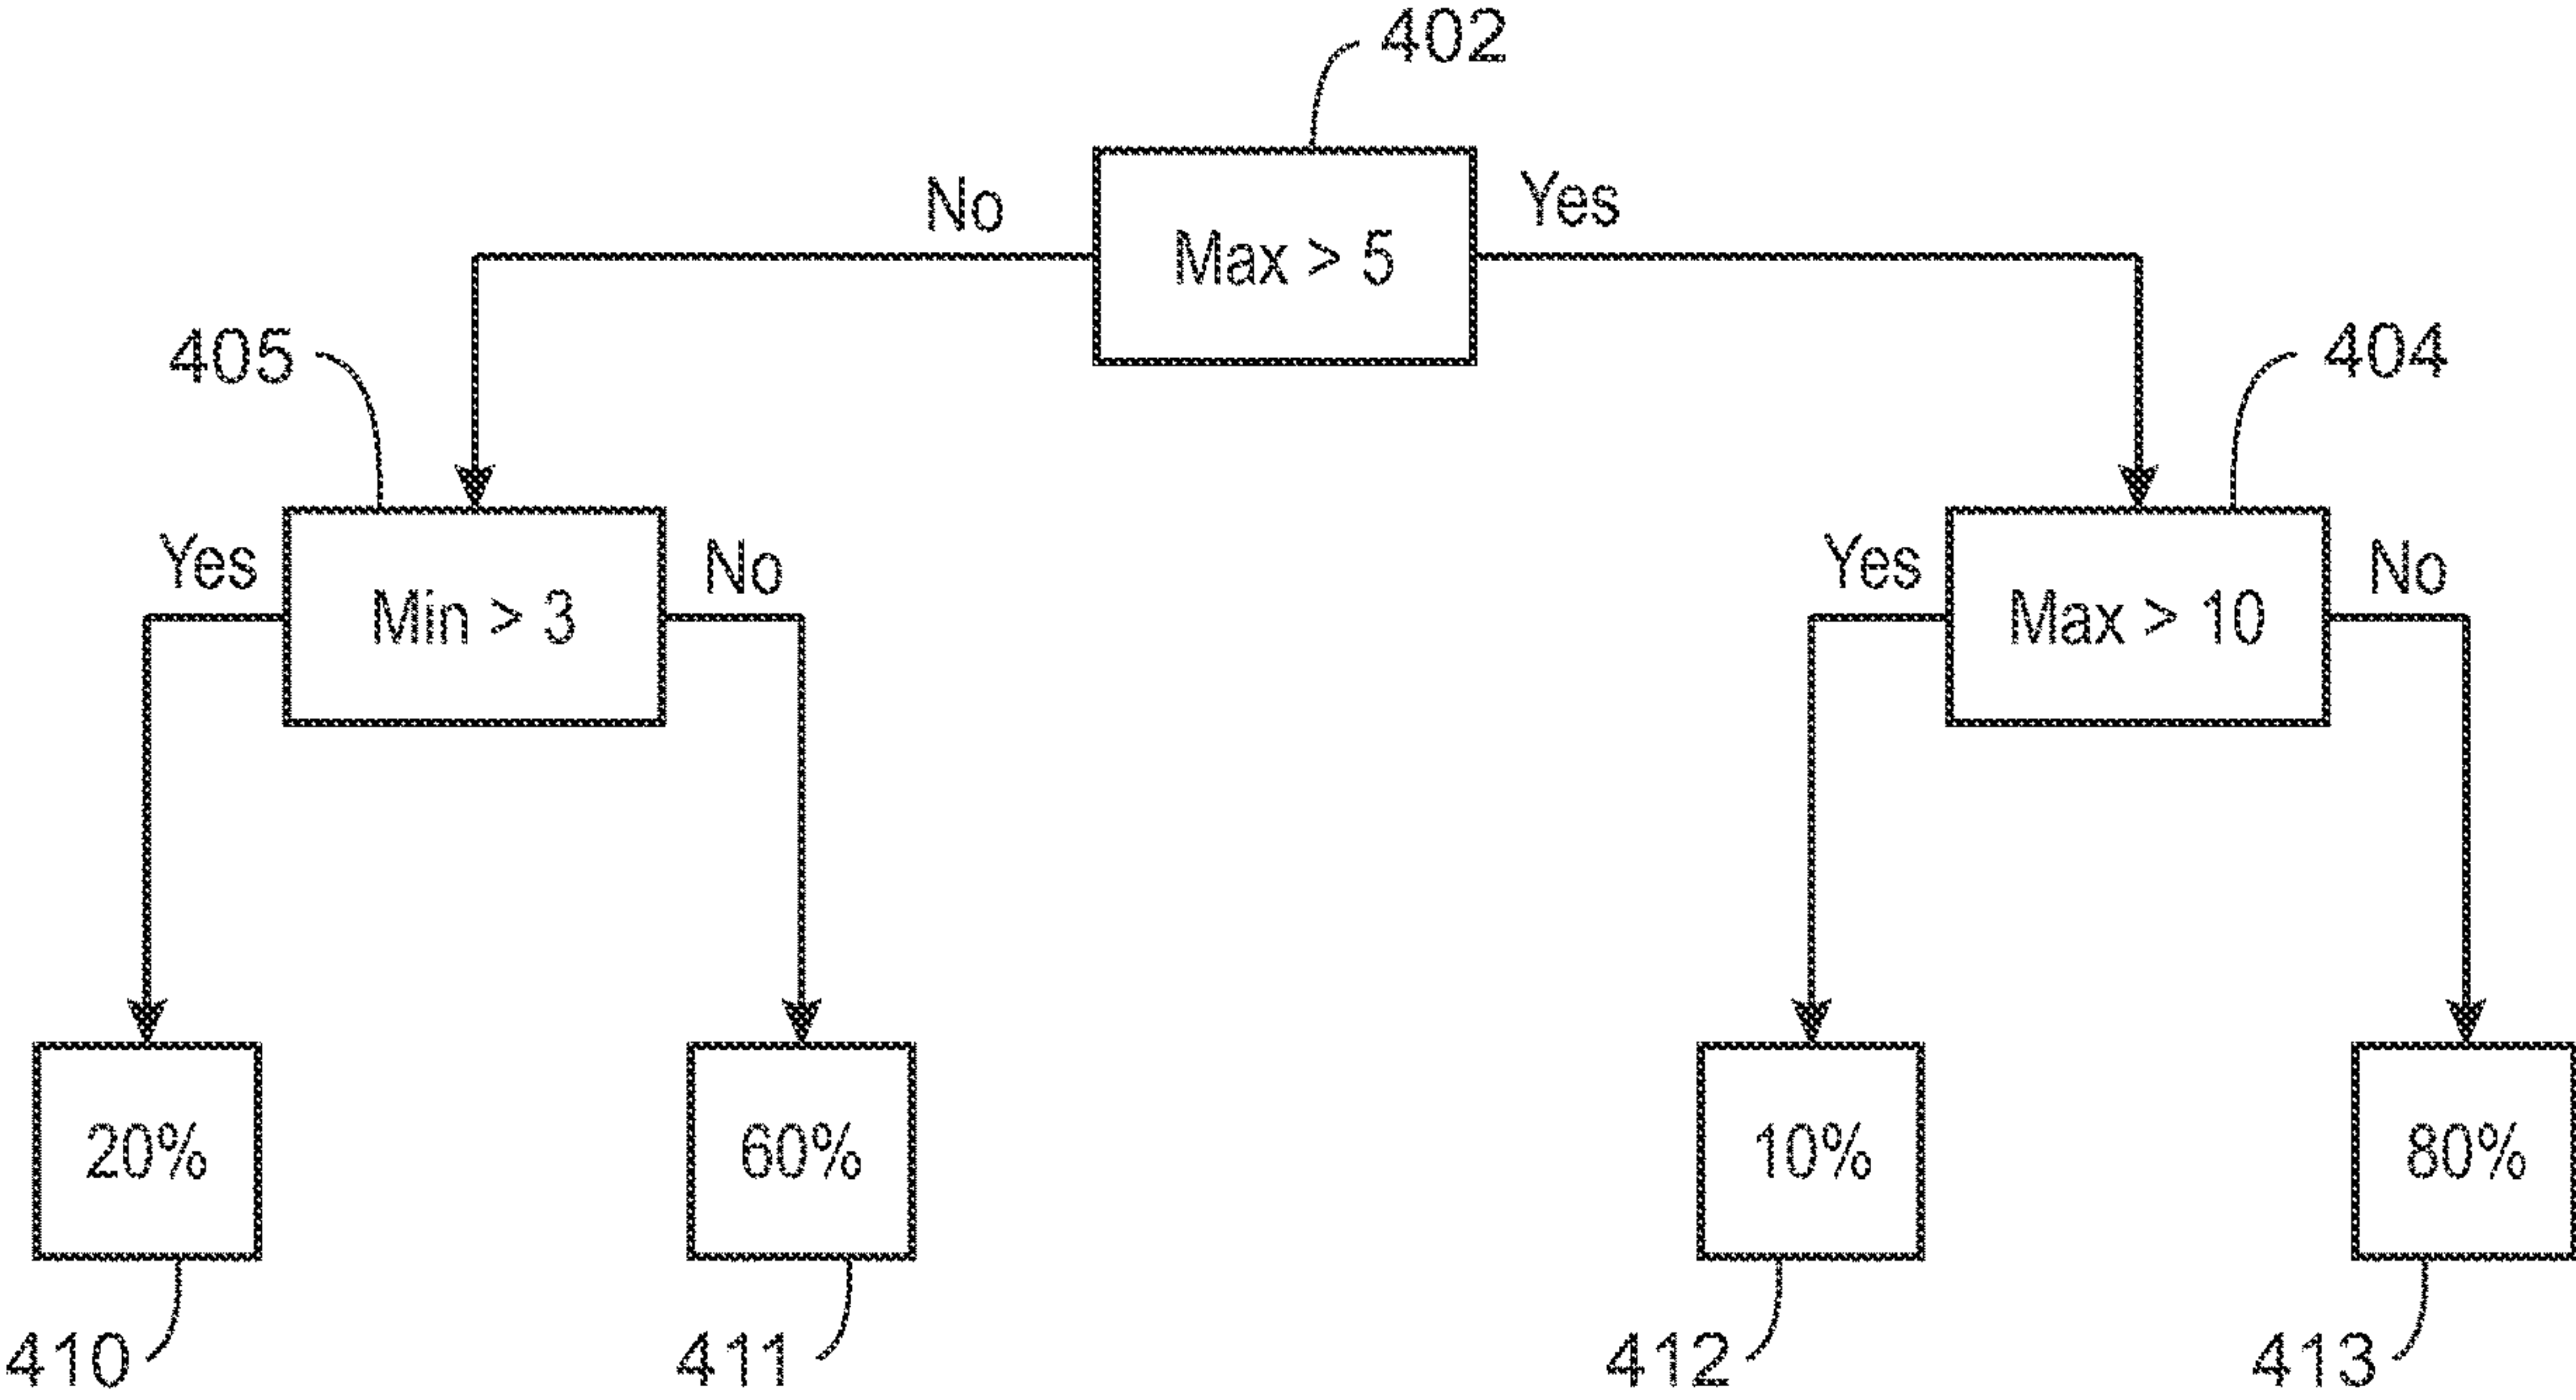 402
No
Yes
Max > 5
405
404
Yes
No
Min > 3
Yes
No
Max > 10
20%
60%
10%
80%
410
411
412
413